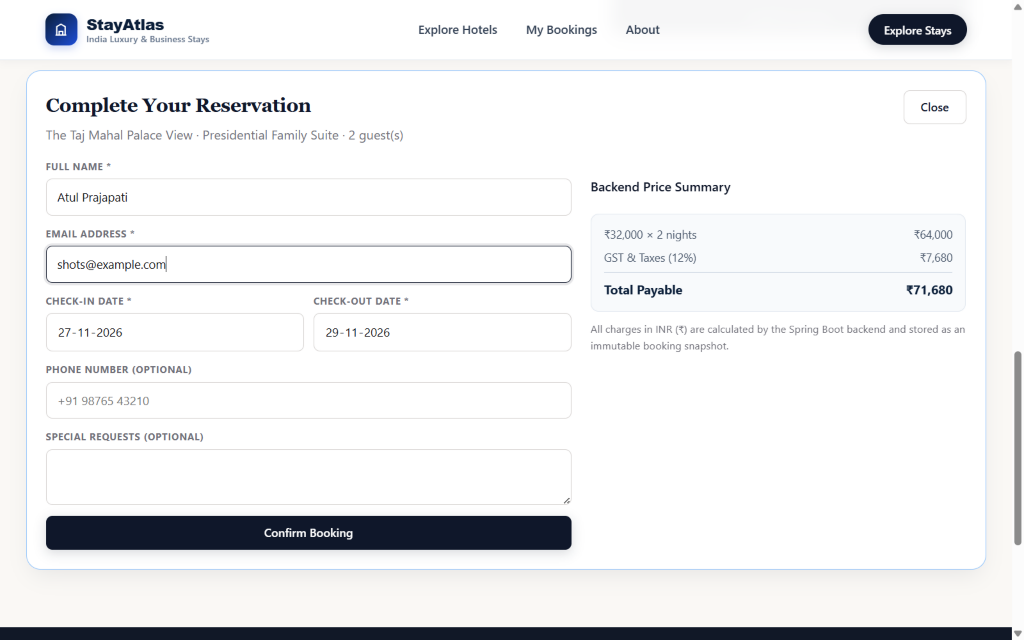 StayAtlas
India Luxury & Business Stays
Explore Hotels
My Bookings
About
Explore Stays
Complete Your Reservation
Close
The Taj Mahal Palace View · Presidential Family Suite · 2 guest(s)
FULL NAME *
Atul Prajapati
EMAIL ADDRESS *
shots@example.com
CHECK-IN DATE *
CHECK-OUT DATE *
27-11-2026
29-11-2026
PHONE NUMBER (OPTIONAL)
+91 98765 43210
SPECIAL REQUESTS (OPTIONAL)
Confirm Booking
Backend Price Summary
₹32,000 × 2 nights
₹64,000
GST & Taxes (12%)
₹7,680
Total Payable
₹71,680
All charges in INR (₹) are calculated by the Spring Boot backend and stored as an
immutable booking snapshot.